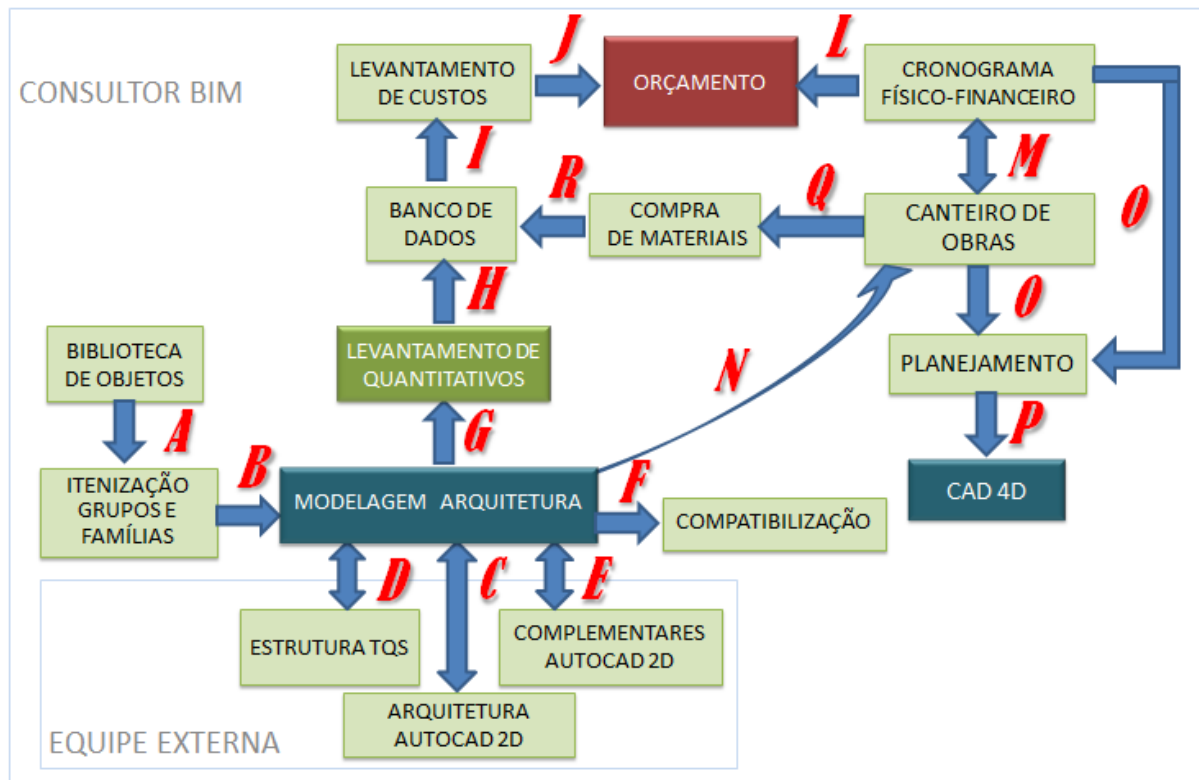 CONSULTOR BIM
LEVANTAMENTO
DE CUSTOS
J
ORÇAMENTO
L
CRONOGRAMA
FÍSICO-FINANCEIRO
I
M
O
BANCO DE
DADOS
R
COMPRA
DE MATERIAIS
Q
CANTEIRO DE
OBRAS
H
O
BIBLIOTECA
DE OBJETOS
LEVANTAMENTO DE
QUANTITATIVOS
N
PLANEJAMENTO
A
G
P
ITENIZAÇÃO
GRUPOS E
FAMÍLIAS
B
MODELAGEM ARQUITETURA
F
COMPATIBILIZAÇÃO
CAD 4D
D
C
E
ESTRUTURA TQS
COMPLEMENTARES
AUTOCAD 2D
ARQUITETURA
AUTOCAD 2D
EQUIPE EXTERNA